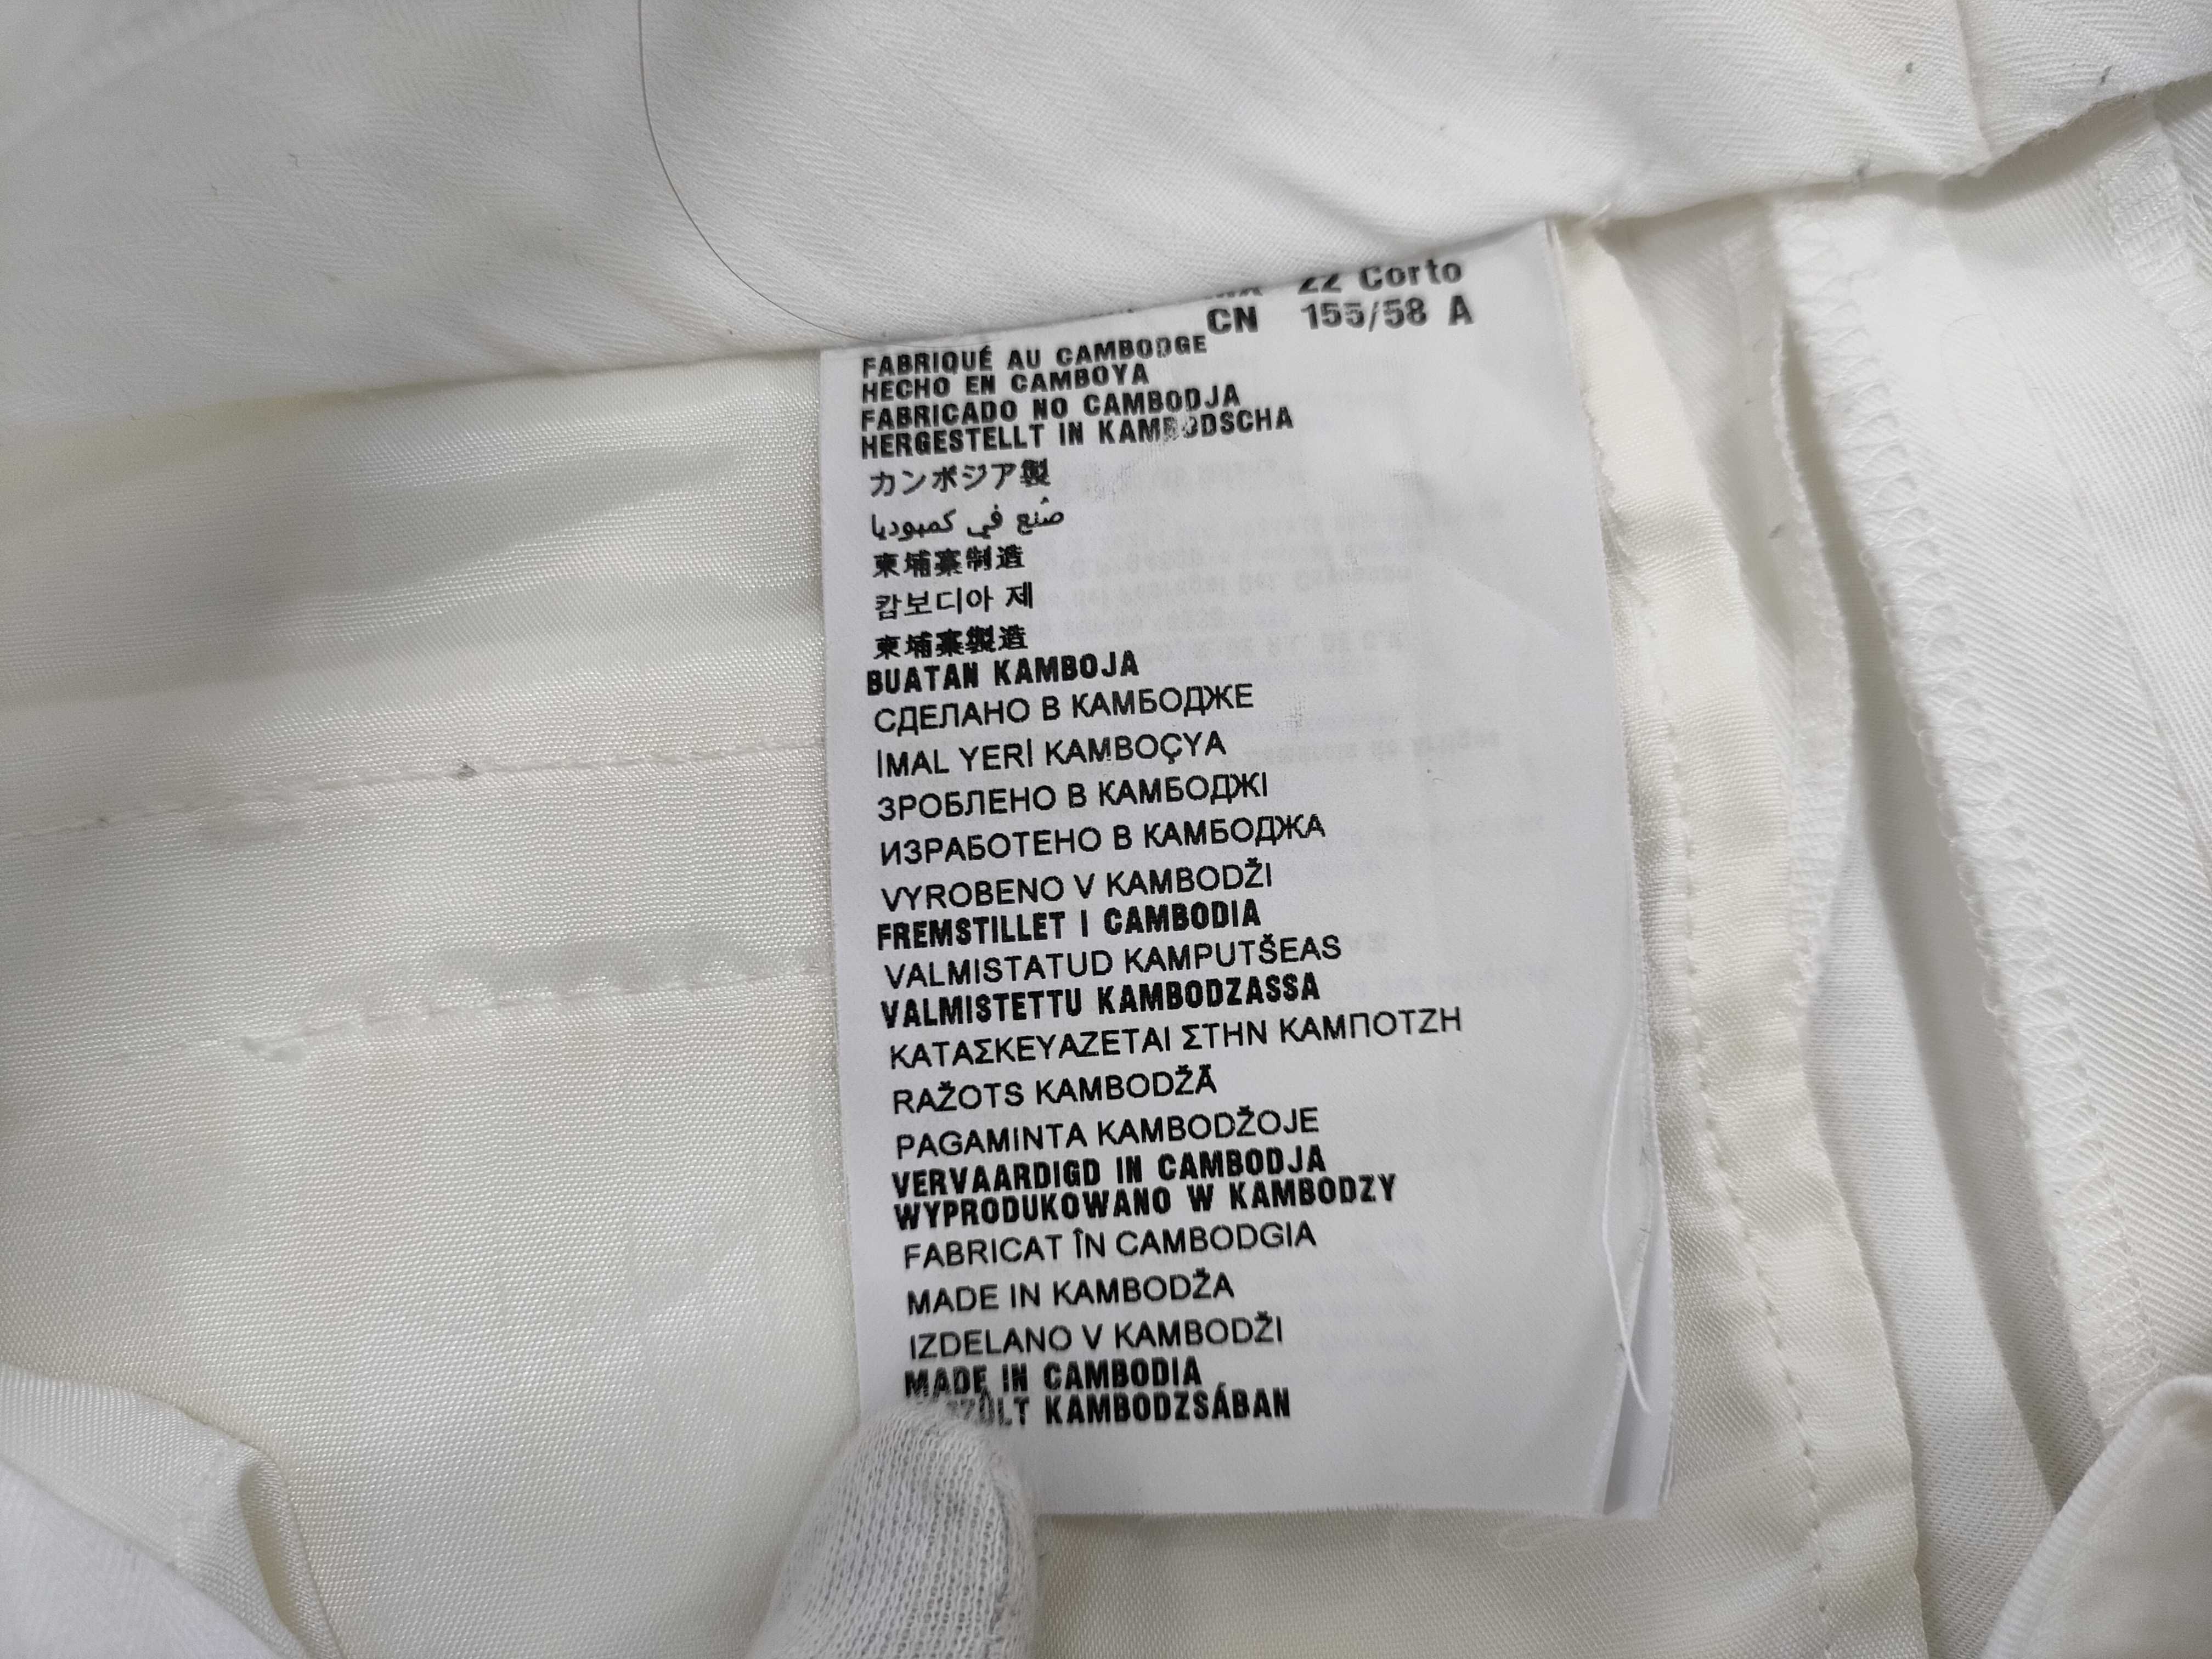 22 Corto
CN 155/58 A
FABRIQUÉ AU CAMBODGE
HECHO EN CAMBOYA
FABRICADO NO CAMBODJA
HERGESTELLT IN KAMBODSCHA
カンボジア製
صُنع في كمبوديا
柬埔寨制造
캄보디아 제
柬埔寨製造
BUATAN KAMBOJA
СДЕЛАНО В КАМБОДЖЕ
İMAL YERİ KAMBOÇYA
ЗРОБЛЕНО В КАМБОДЖІ
ИЗРАБОТЕНО В КАМБОДЖА
VYROBENO V KAMBODŽI
FREMSTILLET I CAMBODIA
VALMISTATUD KAMPUTŠEAS
VALMISTETTU KAMBODZASSA
ΚΑΤΑΣΚΕΥΑΖΕΤΑΙ ΣΤΗΝ ΚΑΜΠΟΤΖΗ
RAŽOTS KAMBODŽĀ
PAGAMINTA KAMBODŽOJE
VERVAARDIGD IN CAMBODJA
WYPRODUKOWANO W KAMBODZY
FABRICAT ÎN CAMBODGIA
MADE IN KAMBODŽA
IZDELANO V KAMBODŽI
MADE IN CAMBODIA
KAMBODZSÁBAN